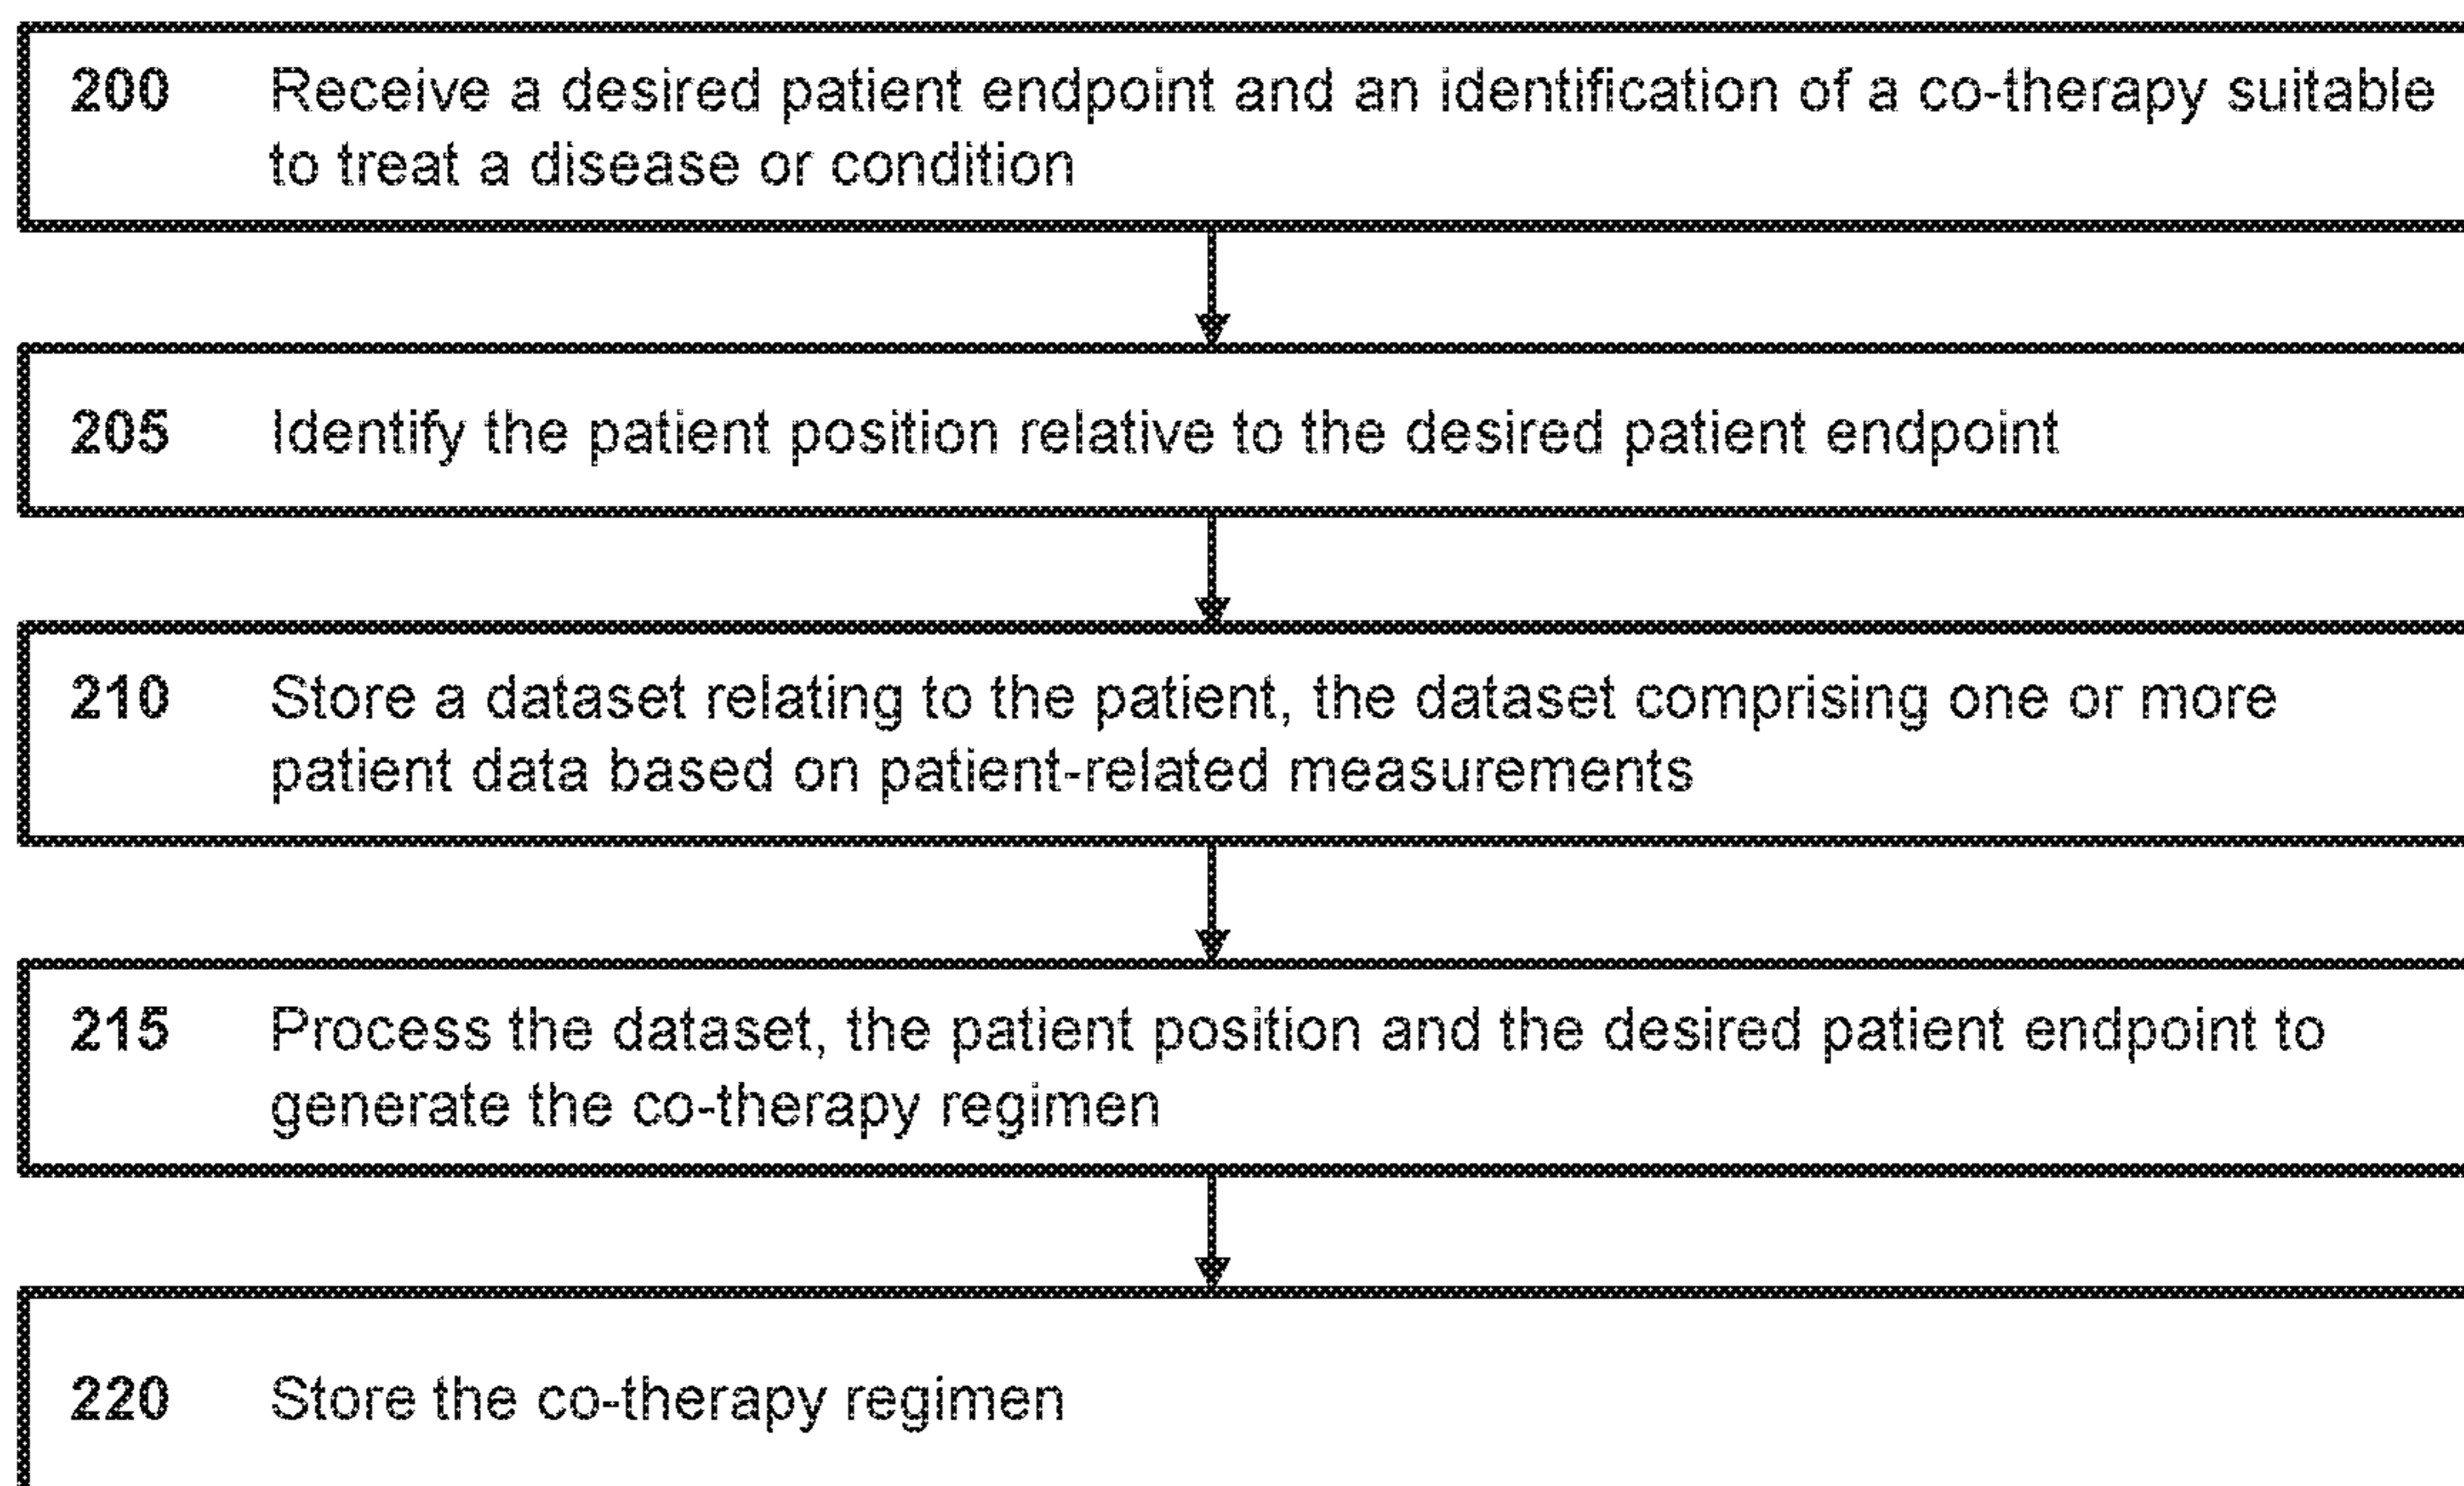 200 Receive a desired patient endpoint and an identification of a co-therapy suitable
to treat a disease or condition
205 Identify the patient position relative to the desired patient endpoint
210 Store a dataset relating to the patient, the dataset comprising one or more
patient data based on patient-related measurements
215 Process the dataset, the patient position and the desired patient endpoint to
generate the co-therapy regimen
220 Store the co-therapy regimen